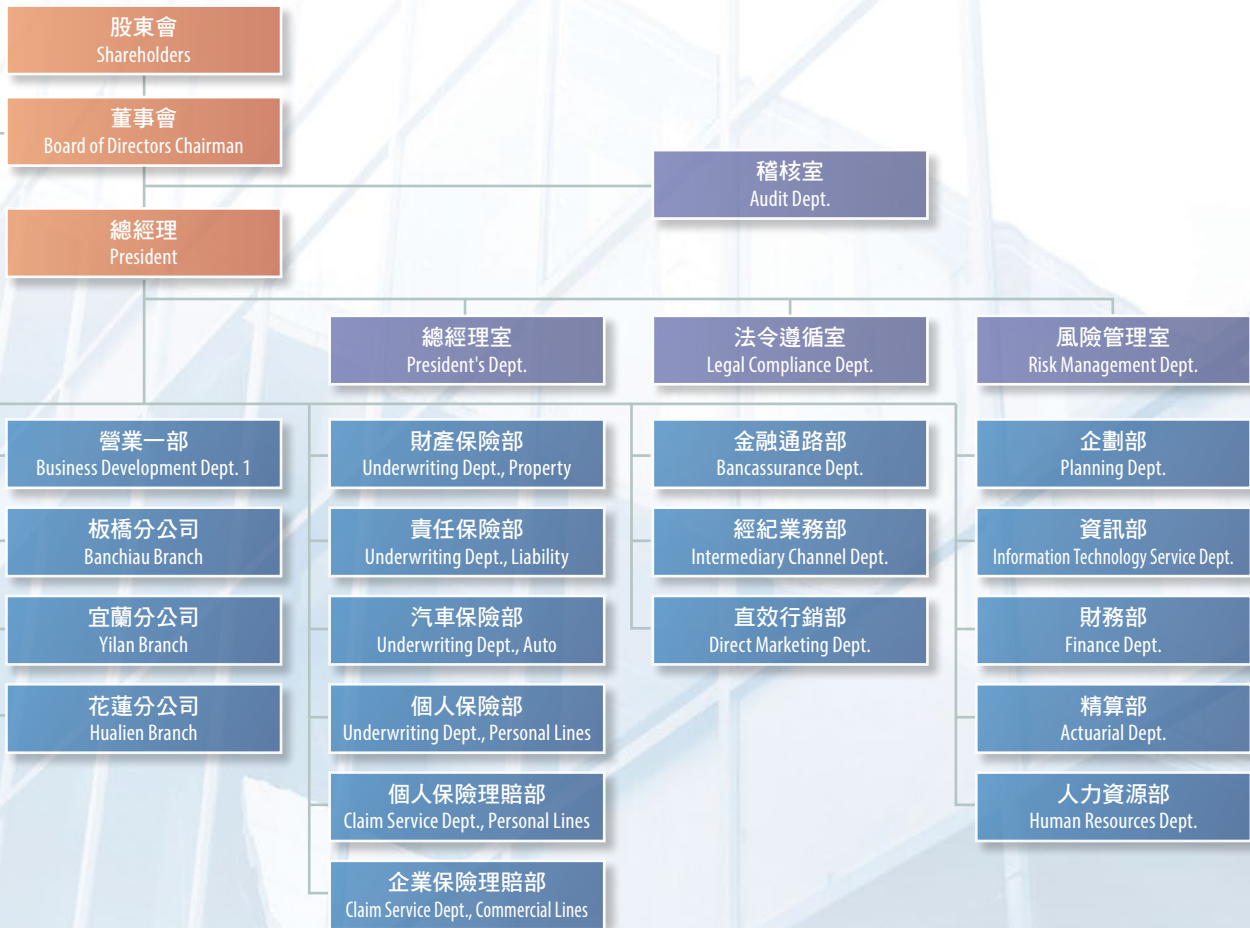 股東會
Shareholders
董事會
Board of Directors Chairman
稽核室
Audit Dept.
總經理
President
總經理室
President's Dept.
法令遵循室
Legal Compliance Dept.
風險管理室
Risk Management Dept.
營業一部
Business Development Dept. 1
板橋分公司
Banchiau Branch
宜蘭分公司
Yilan Branch
花蓮分公司
Hualien Branch
財產保險部
Underwriting Dept., Property
責任保險部
Underwriting Dept., Liability
汽車保險部
Underwriting Dept., Auto
個人保險部
Underwriting Dept., Personal Lines
個人保險理賠部
Claim Service Dept., Personal Lines
企業保險理賠部
Claim Service Dept., Commercial Lines
金融通路部
Bancassurance Dept.
經紀業務部
Intermediary Channel Dept.
直效行銷部
Direct Marketing Dept.
企劃部
Planning Dept.
資訊部
Information Technology Service Dept.
財務部
Finance Dept.
精算部
Actuarial Dept.
人力資源部
Human Resources Dept.